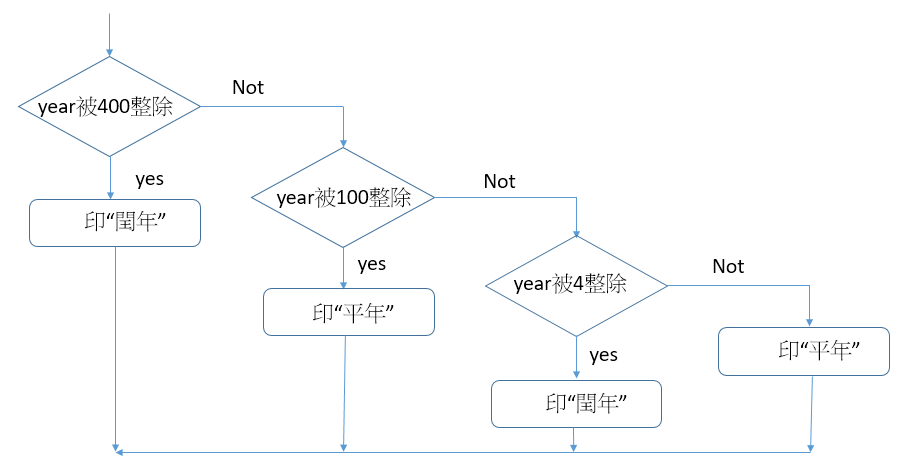 Not
year被400整除
yes
Not
year被100整除
印“閏年”
yes
Not
year被4整除
印“平年”
yes
印“平年”
印“閏年”